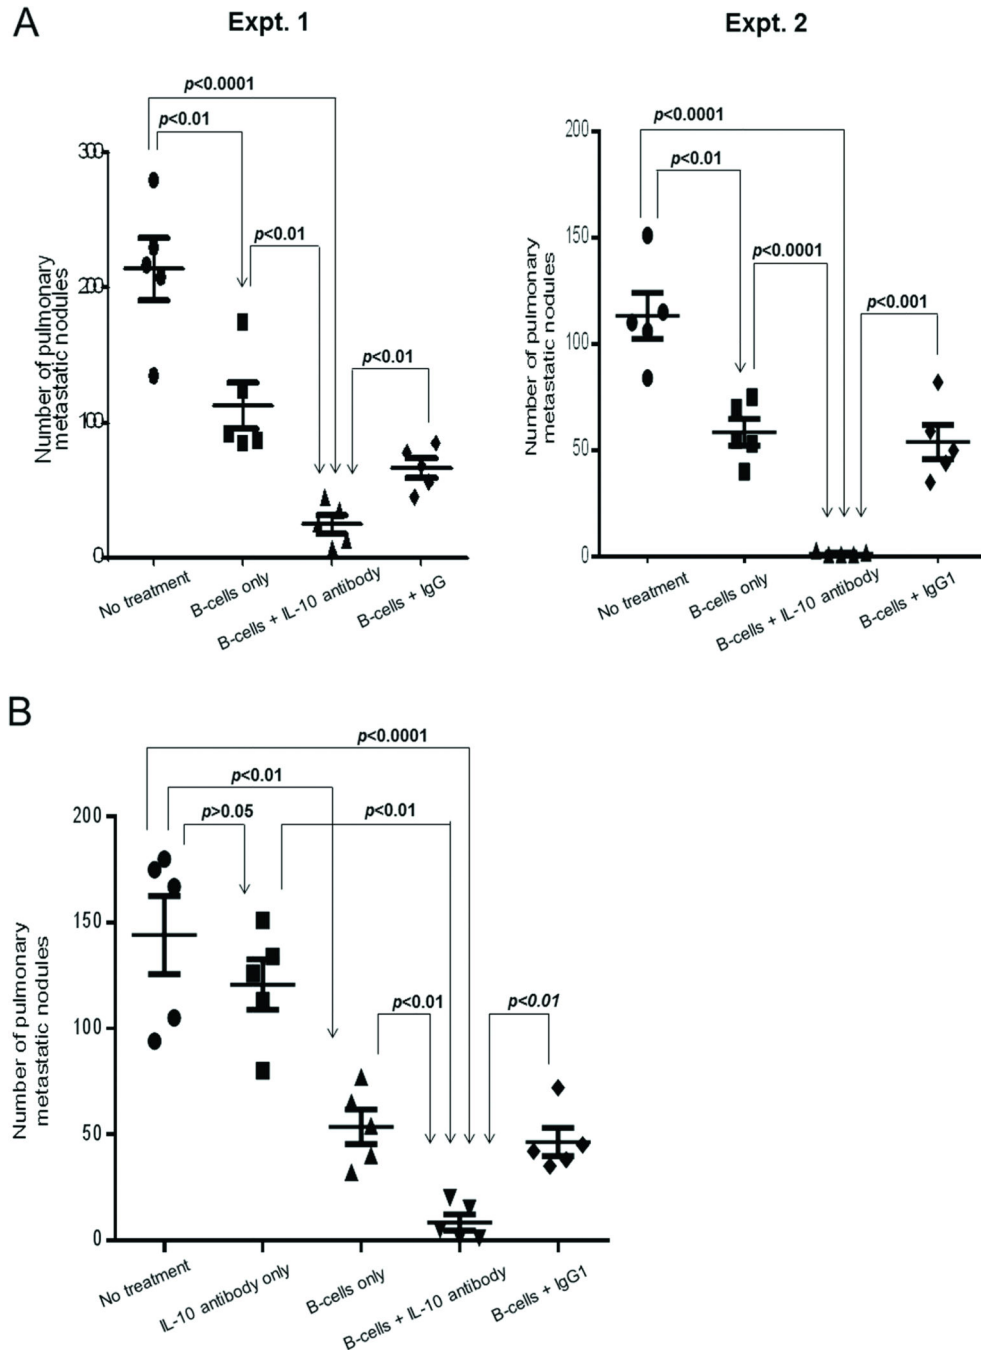 A
Expt. 1
Expt. 2
p<0.0001
p<0.01
p<0.01
p<0.01
300
200
100
0
Number of pulmonary
metastatic nodules
No treatment
B-cells only
B-cells + IL-10 antibody
B-cells + IgG
p<0.0001
p<0.01
p<0.0001
p<0.001
200
150
100
50
0
Number of pulmonary
metastatic nodules
No treatment
B-cells only
B-cells + IL-10 antibody
B-cells + IgG1
B
p<0.0001
p<0.01
p>0.05
p<0.01
p<0.01
p<0.01
200
150
100
50
0
Number of pulmonary
metastatic nodules
No treatment
IL-10 antibody only
B-cells only
B-cells + IL-10 antibody
B-cells + IgG1